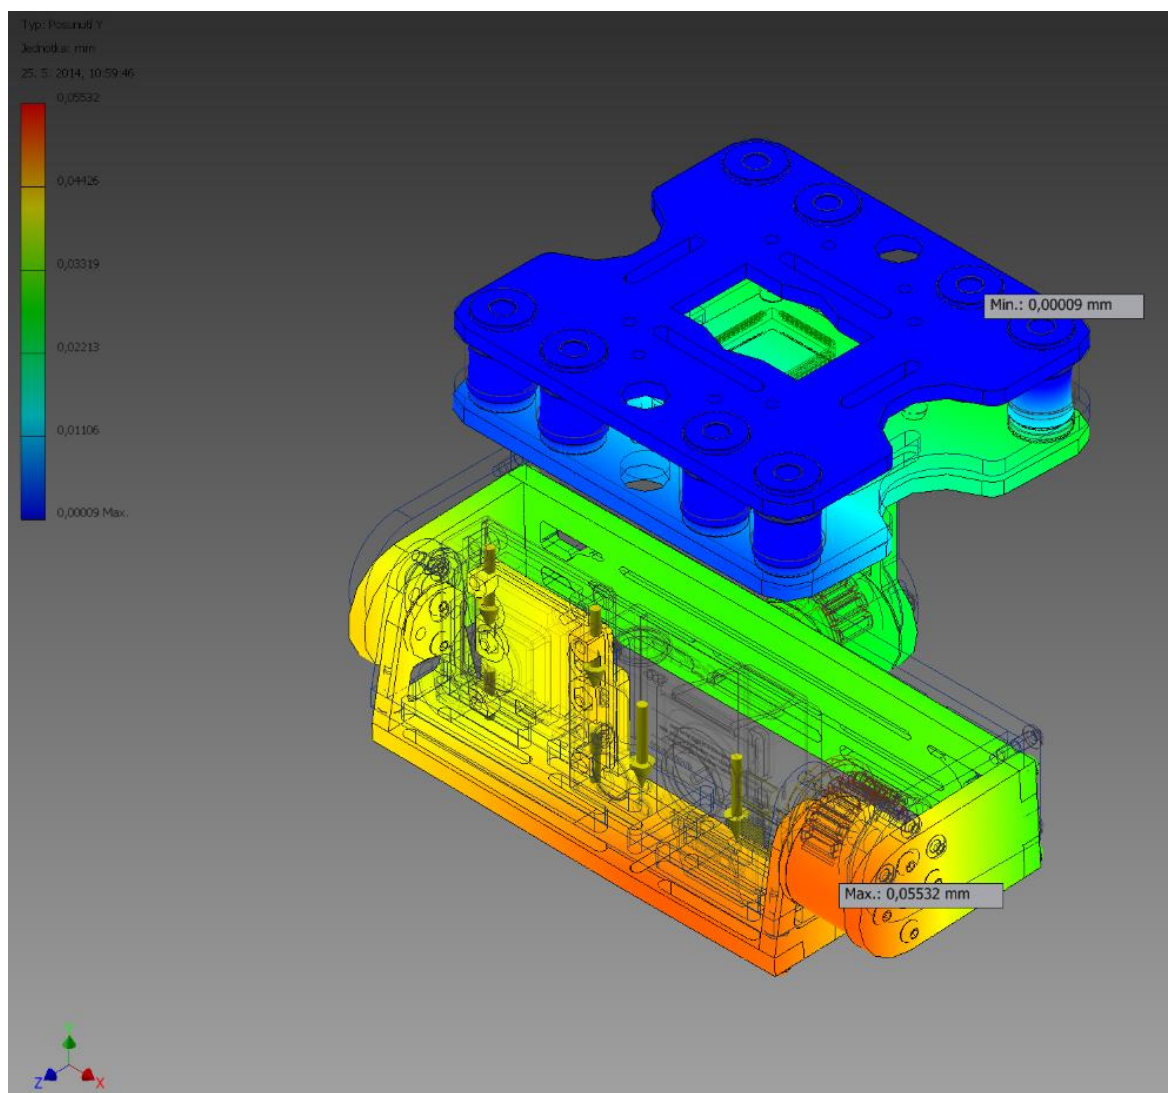 Typ: Posunutí Y
Jednotka: mm
25. 5. 2014, 10:59:46
0,05532
0,04426
0,03319
0,02213
0,01106
0,00009 Max.
Min.: 0,00009 mm
Max.: 0,05532 mm
Y
Z
X